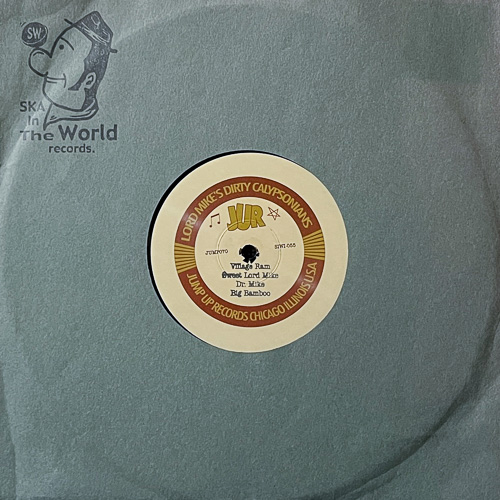 SW
SKA
In
The World
records.
LORD MIKE'S DIRTY CALYPSONIANS
JUR
JUMP070 SIWI-055
Village Ram
Sweet Lord Mike
Dr. Mike
Big Bamboo
JUMP UP RECORDS CHICAGO ILLINOIS USA